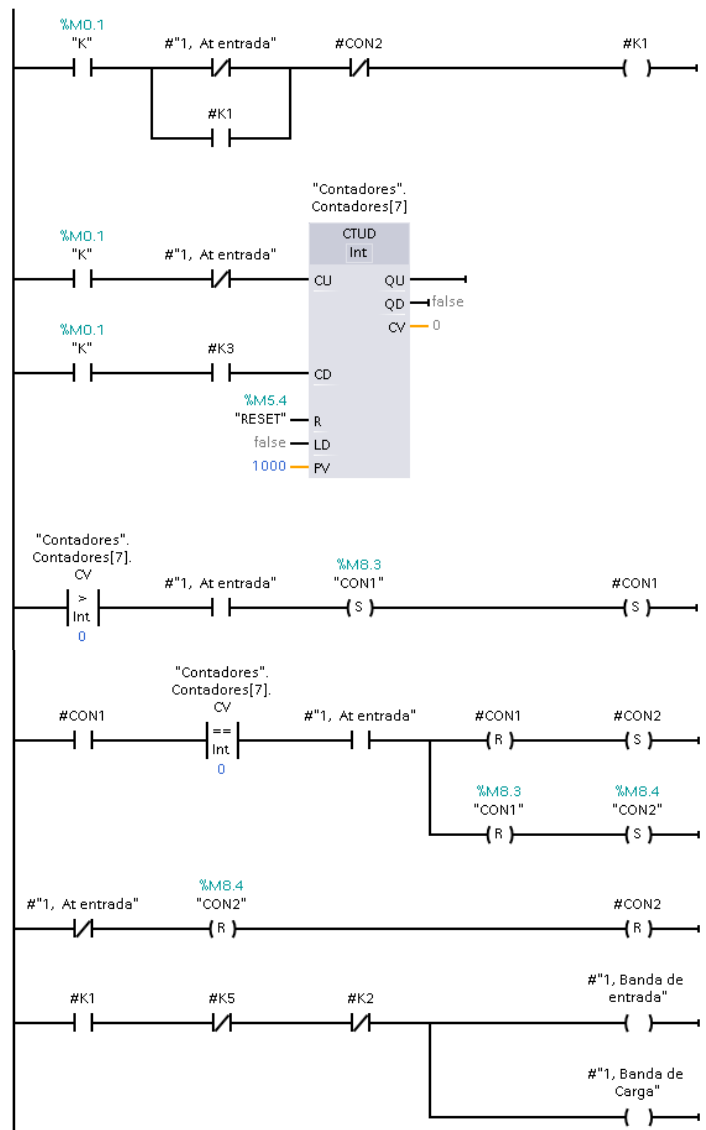 %M0.1
"K" #"1, At entrada" #CON2 #K1
#K1
"Contadores".
Contadores[7]
CTUD
Int
%M0.1
"K" #"1, At entrada"
CU QU
QD false
CV 0
%M0.1
"K" #K3
CD
%M5.4
"RESET" R
false LD
1000 PV
"Contadores".
Contadores[7].
CV #"1, At entrada"
%M8.3
"CON1" #CON1
>
Int
0
S S
"Contadores".
Contadores[7].
CV
#CON1 #"1, At entrada" #CON1 #CON2
==
Int
0
R S
%M8.3 %M8.4
"CON1" "CON2"
R S
%M8.4
#"1, At entrada" "CON2" #CON2
R R
#"1, Banda de
entrada"
#K1 #K5 #K2
#"1, Banda de
Carga"